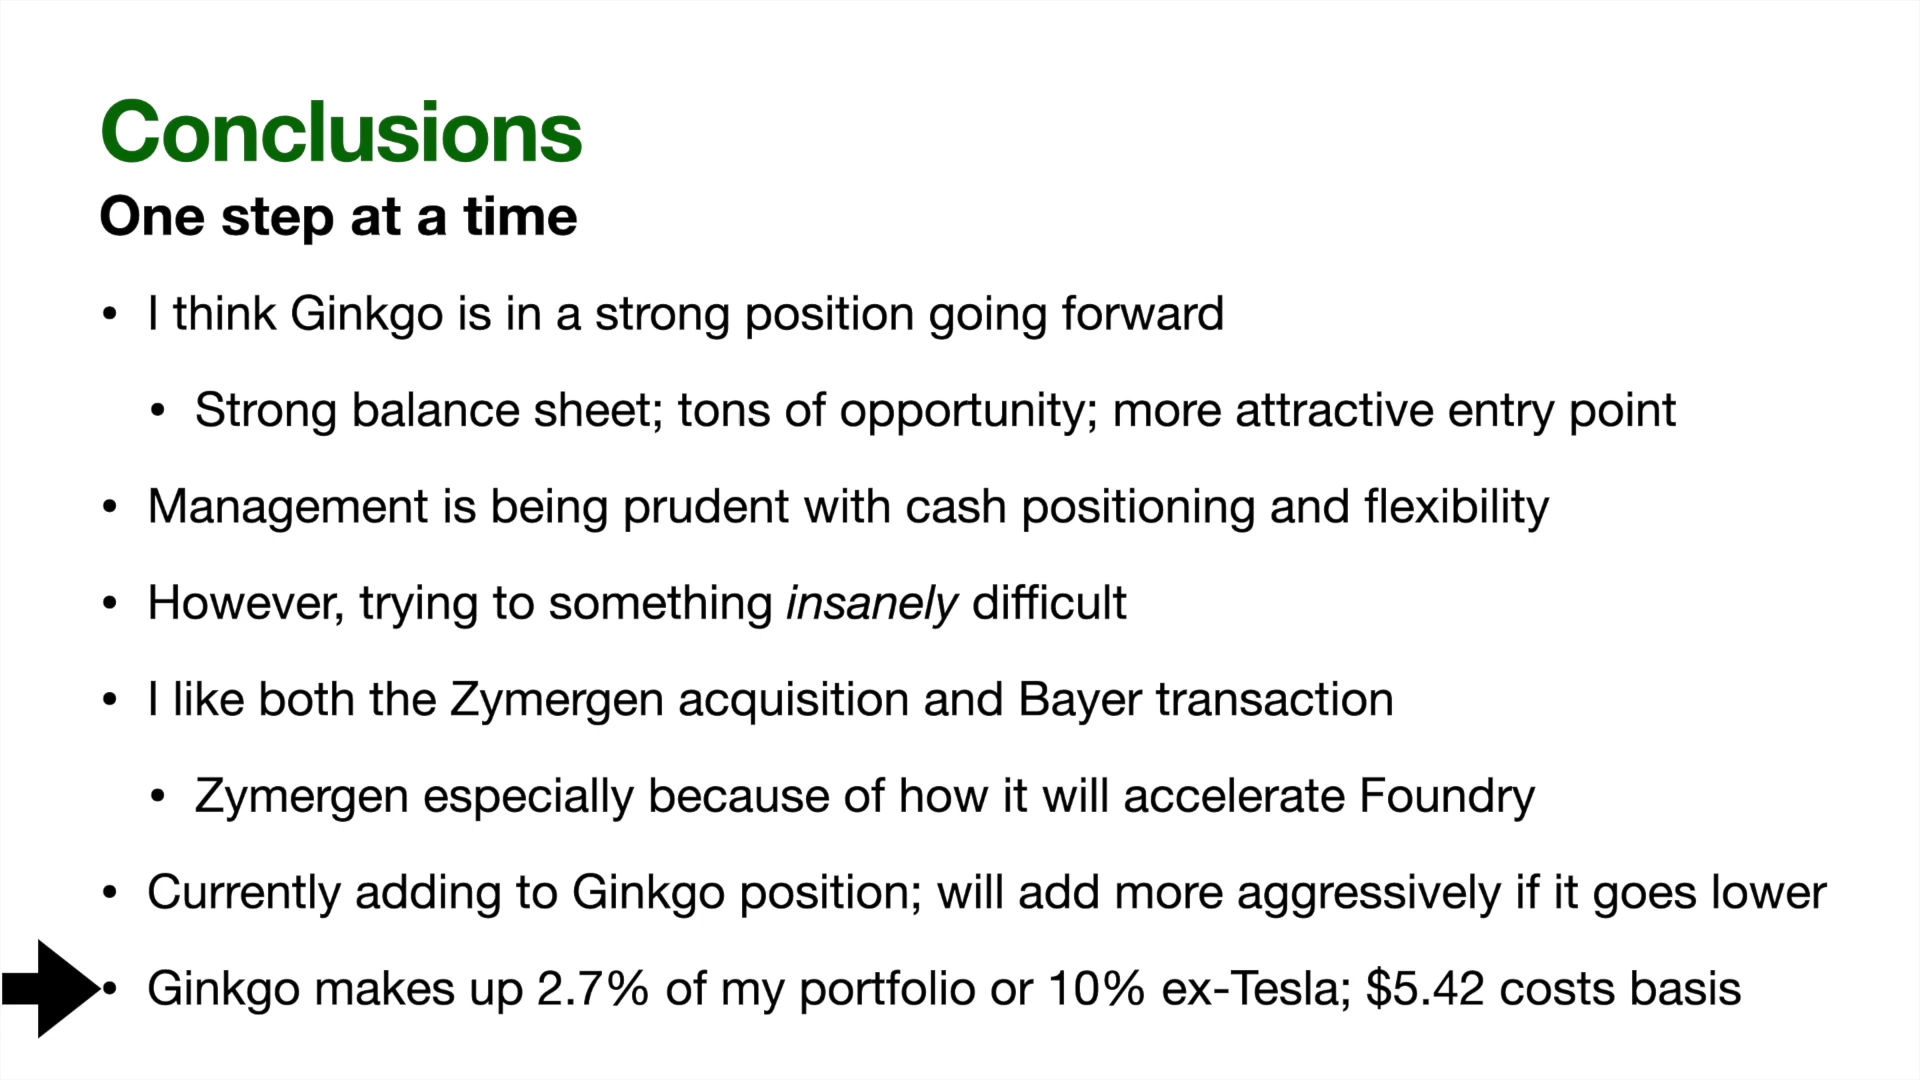 Conclusions
One step at a time
• I think Ginkgo is in a strong position going forward
• Strong balance sheet; tons of opportunity; more attractive entry point
• Management is being prudent with cash positioning and flexibility
• However, trying to something insanely difficult
• I like both the Zymergen acquisition and Bayer transaction
• Zymergen especially because of how it will accelerate Foundry
• Currently adding to Ginkgo position; will add more aggressively if it goes lower
• Ginkgo makes up 2.7% of my portfolio or 10% ex-Tesla; $5.42 costs basis